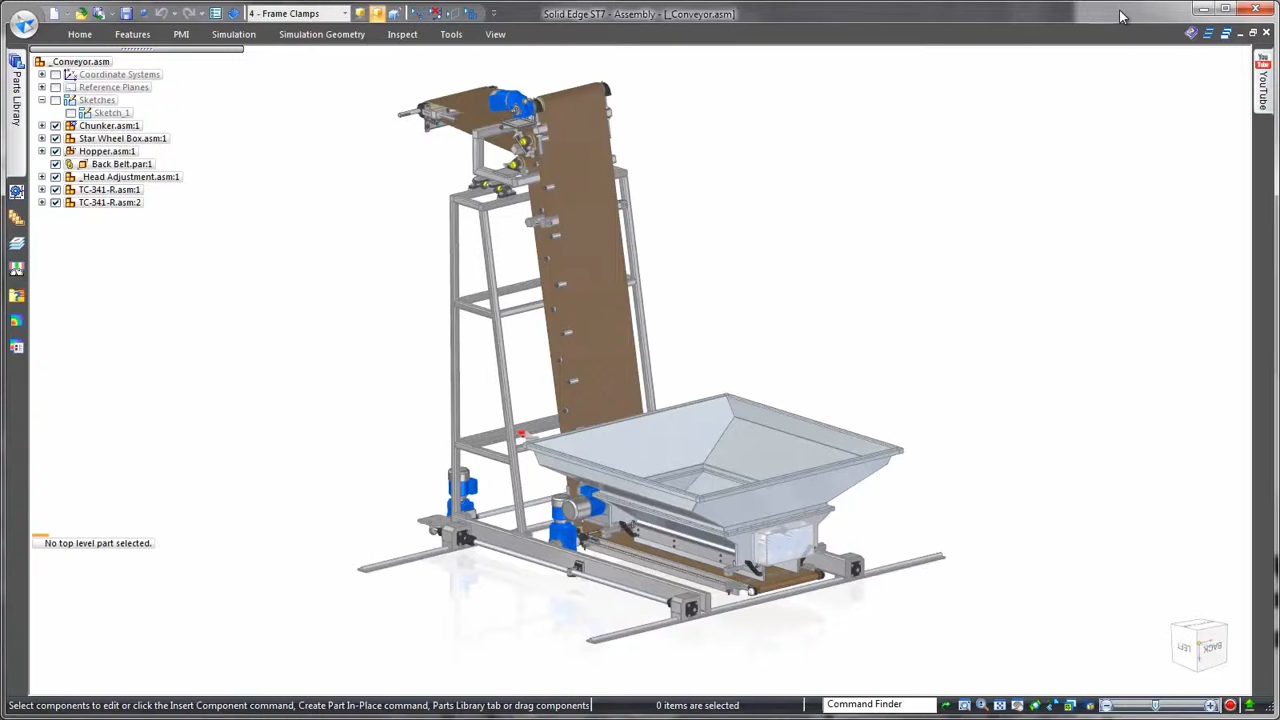 4 - Frame Clamps
Solid Edge ST7 - Assembly - [_Conveyor.asm]
Home Features PMI Simulation Simulation Geometry Inspect Tools View
_Conveyor.asm
Coordinate Systems
Reference Planes
Sketches
Sketch_1
Chunker.asm:1
Star Wheel Box.asm:1
Hopper.asm:1
Back Belt.par:1
_Head Adjustment.asm:1
TC-341-R.asm:1
TC-341-R.asm:2
Parts Library
You
Tube
YouTube
No top level part selected.
LEFT
BACK
Select components to edit or click the Insert Component command, Create Part In-Place command, Parts Library tab or drag components
0 items are selected
Command Finder